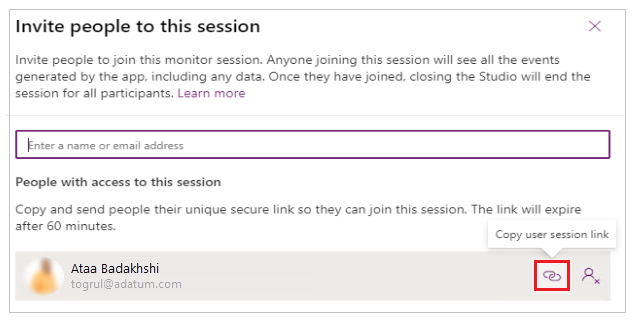 Invite people to this session
Invite people to join this monitor session. Anyone joining this session will see all the events
generated by the app, including any data. Once they have joined, closing the Studio will end the
session for all participants. Learn more
Enter a name or email address
People with access to this session
Copy and send people their unique secure link so they can join this session. The link will expire
after 60 minutes.
Copy user session link
Ataa Badakhshi
togrul@adatum.com